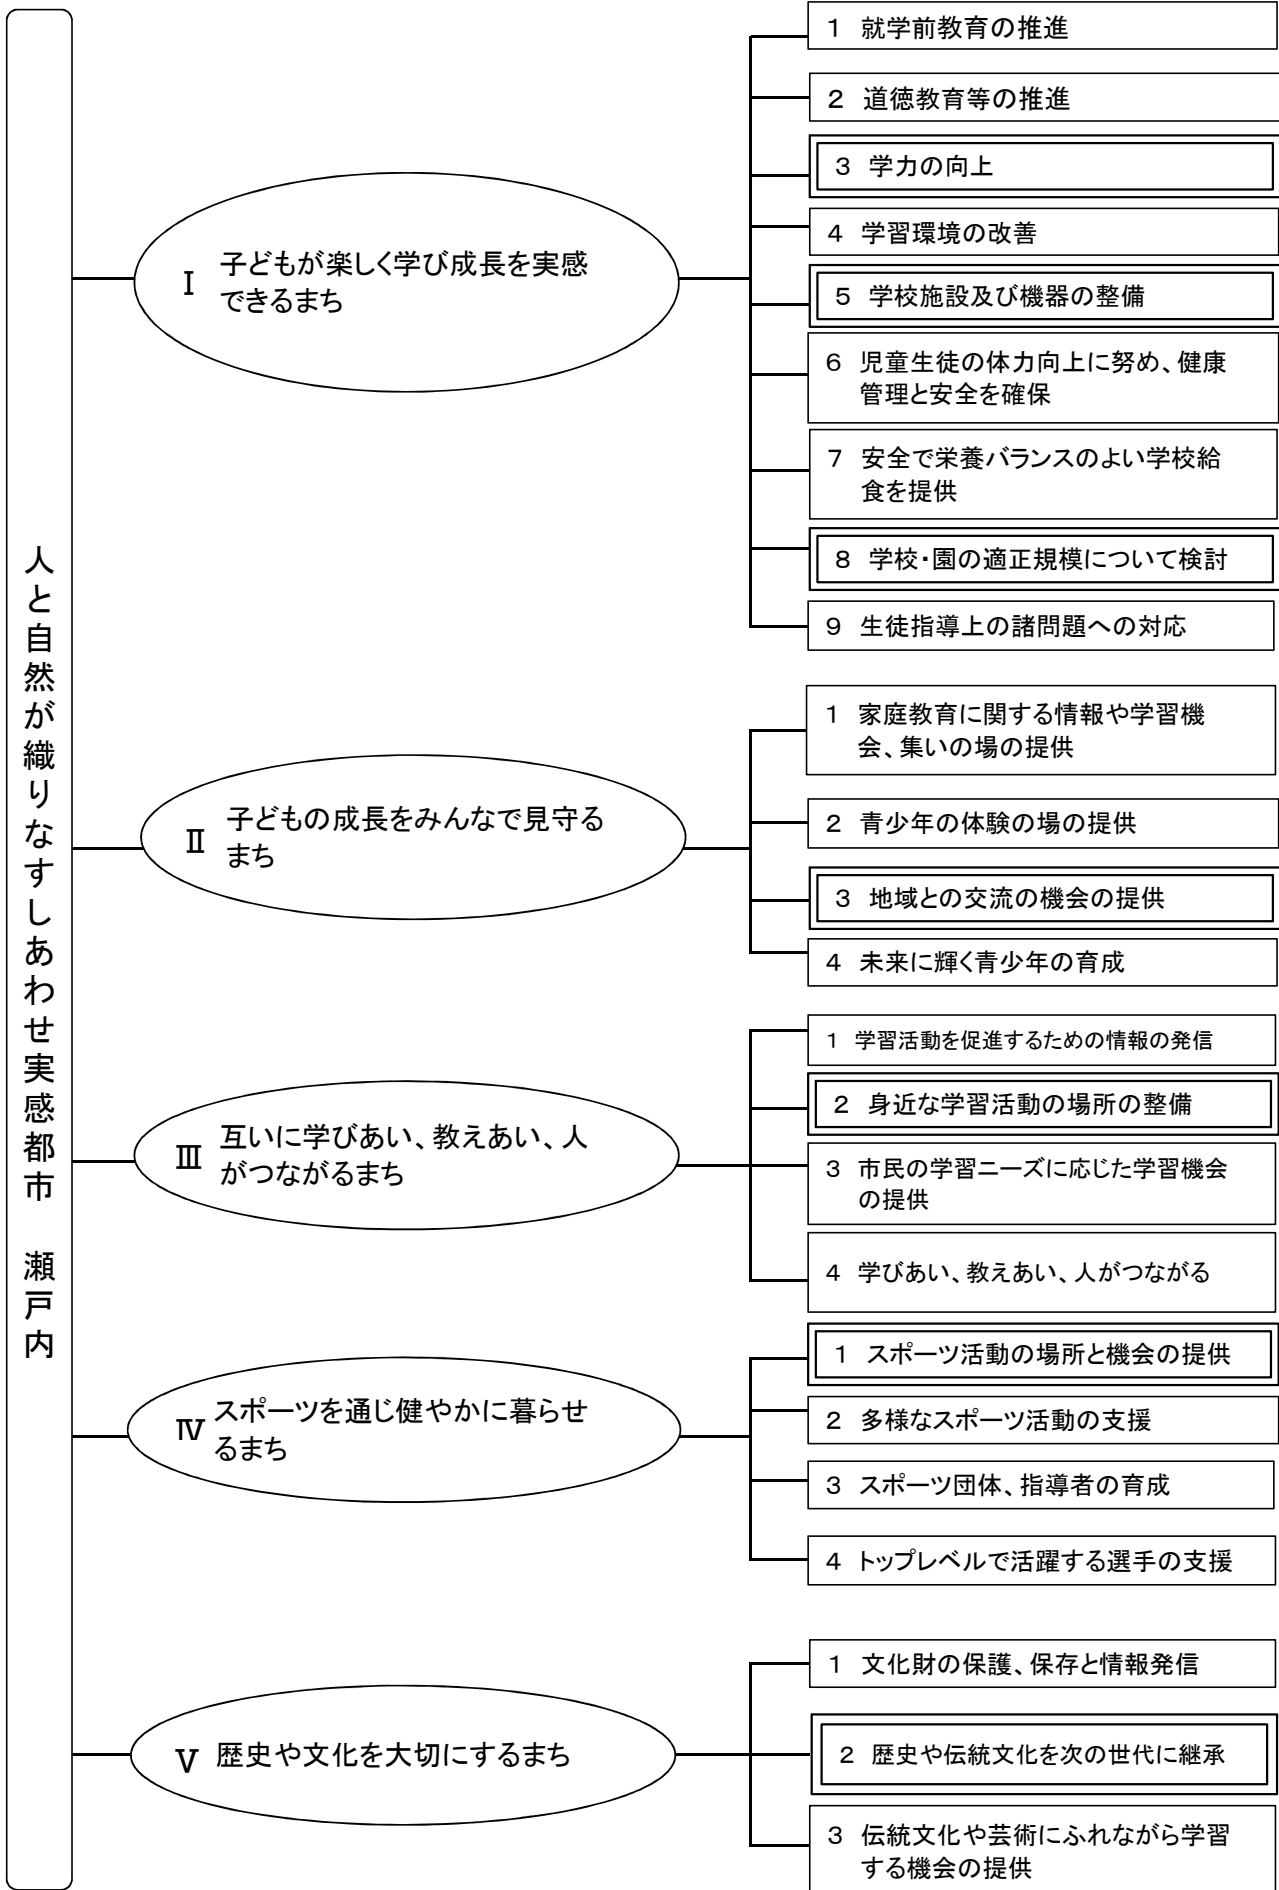 人と自然が織りなすしあわせ実感都市　瀬戸内
Ⅰ 子どもが楽しく学び成長を実感
できるまち
1 就学前教育の推進
2 道徳教育等の推進
3 学力の向上
4 学習環境の改善
5 学校施設及び機器の整備
6 児童生徒の体力向上に努め、健康
管理と安全を確保
7 安全で栄養バランスのよい学校給
食を提供
8 学校・園の適正規模について検討
9 生徒指導上の諸問題への対応
Ⅱ 子どもの成長をみんなで見守る
まち
1 家庭教育に関する情報や学習機
会、集いの場の提供
2 青少年の体験の場の提供
3 地域との交流の機会の提供
4 未来に輝く青少年の育成
Ⅲ 互いに学びあい、教えあい、人
がつながるまち
1 学習活動を促進するための情報の発信
2 身近な学習活動の場所の整備
3 市民の学習ニーズに応じた学習機会
の提供
4 学びあい、教えあい、人がつながる
Ⅳ スポーツを通じ健やかに暮らせ
るまち
1 スポーツ活動の場所と機会の提供
2 多様なスポーツ活動の支援
3 スポーツ団体、指導者の育成
4 トップレベルで活躍する選手の支援
Ⅴ 歴史や文化を大切にするまち
1 文化財の保護、保存と情報発信
2 歴史や伝統文化を次の世代に継承
3 伝統文化や芸術にふれながら学習
する機会の提供